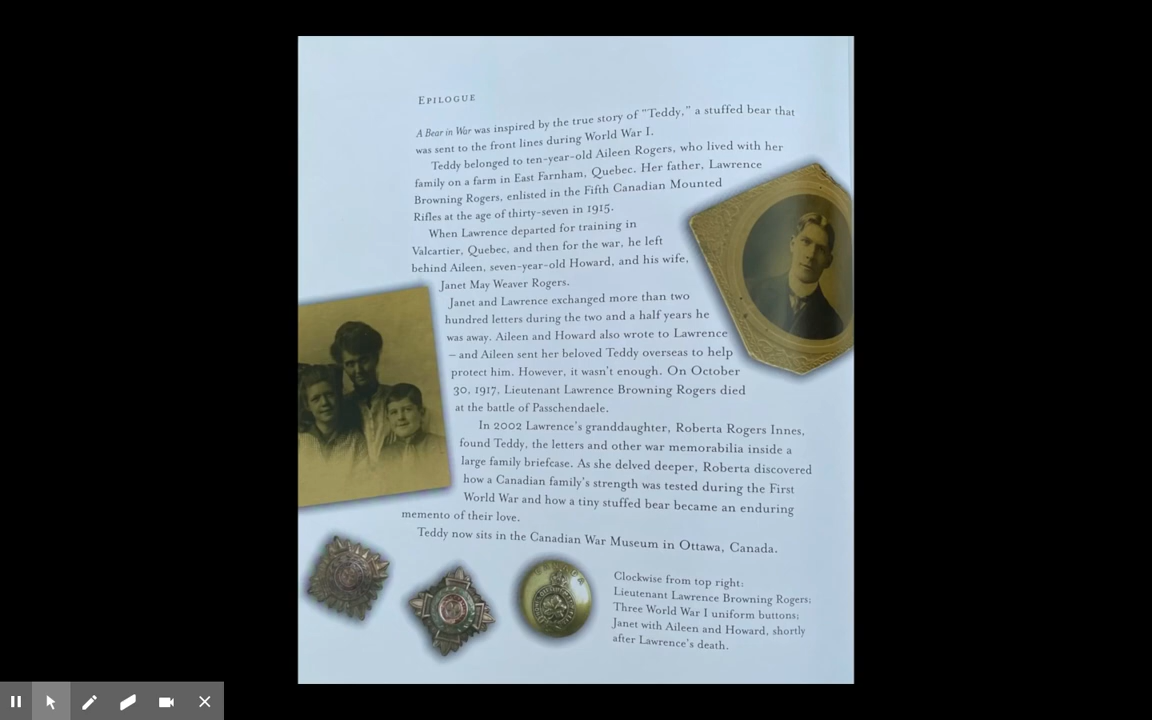 EPILOGUE
A Bear in War was inspired by the true story of "Teddy," a stuffed bear that
was sent to the front lines during World War I.
Teddy belonged to ten-year-old Aileen Rogers, who lived with her
family on a farm in East Farnham, Quebec. Her father, Lawrence
Browning Rogers, enlisted in the Fifth Canadian Mounted
Rifles at the age of thirty-seven in 1915.
When Lawrence departed for training in
Valcartier, Quebec, and then for the war, he left
behind Aileen, seven-year-old Howard, and his wife,
Janet May Weaver Rogers.
Janet and Lawrence exchanged more than two
hundred letters during the two and a half years he
was away. Aileen and Howard also wrote to Lawrence
– and Aileen sent her beloved Teddy overseas to help
protect him. However, it wasn't enough. On October
30, 1917, Lieutenant Lawrence Browning Rogers died
at the battle of Passchendaele.
In 2002 Lawrence's granddaughter, Roberta Rogers Innes,
found Teddy, the letters and other war memorabilia inside a
large family briefcase. As she delved deeper, Roberta discovered
how a Canadian family's strength was tested during the First
World War and how a tiny stuffed bear became an enduring
memento of their love.
Teddy now sits in the Canadian War Museum in Ottawa, Canada.
Clockwise from top right:
Lieutenant Lawrence Browning Rogers;
Three World War I uniform buttons;
Janet with Aileen and Howard, shortly
after Lawrence's death.